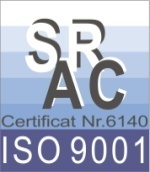 SR
AC
Certificat Nr.6140
ISO 9001